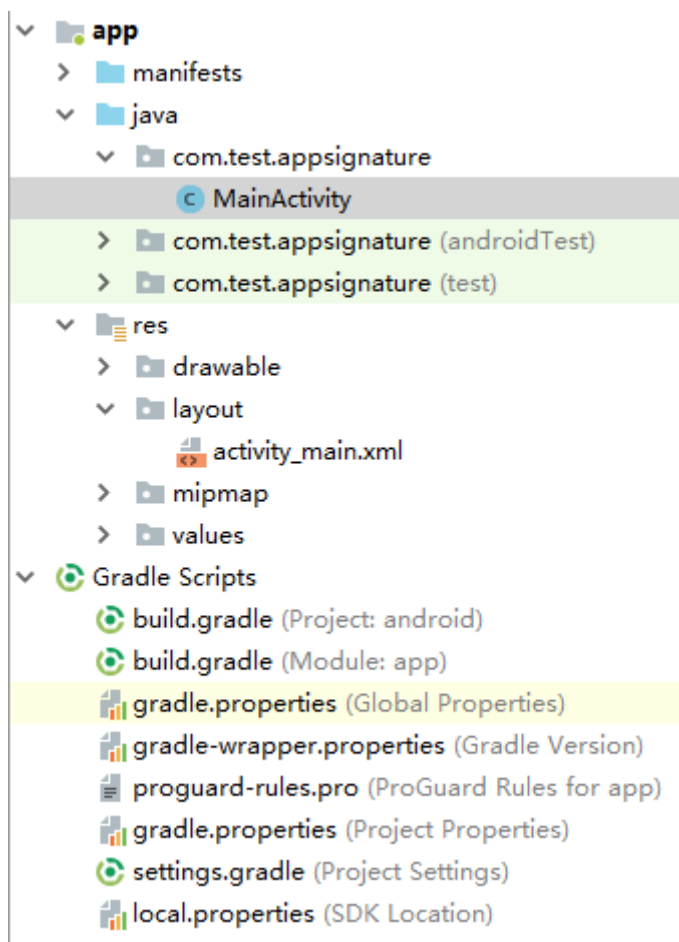 app
manifests
java
com.test.appsignature
C MainActivity
com.test.appsignature (androidTest)
com.test.appsignature (test)
res
drawable
layout
activity_main.xml
mipmap
values
Gradle Scripts
build.gradle (Project: android)
build.gradle (Module: app)
gradle.properties (Global Properties)
gradle-wrapper.properties (Gradle Version)
proguard-rules.pro (ProGuard Rules for app)
gradle.properties (Project Properties)
settings.gradle (Project Settings)
local.properties (SDK Location)